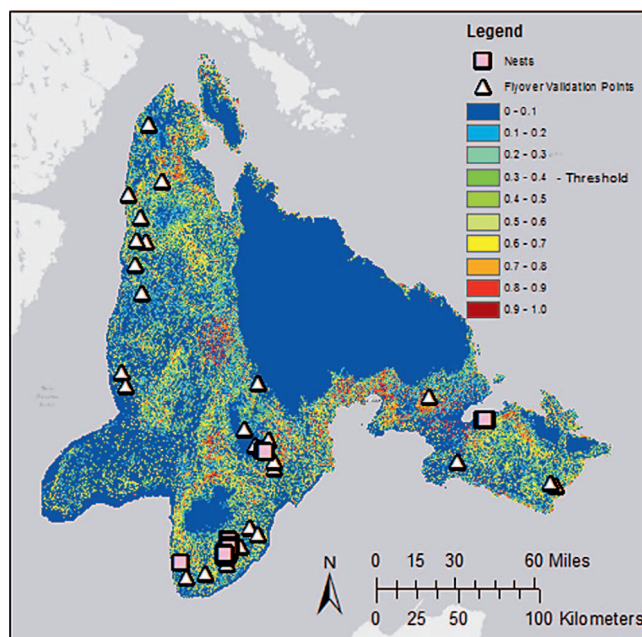 Legend
Nests
Flyover Validation Points
0 - 0.1
0.1 - 0.2
0.2 - 0.3
0.3 - 0.4 - Threshold
0.4 - 0.5
0.5 - 0.6
0.6 - 0.7
0.7 - 0.8
0.8 - 0.9
0.9 - 1.0
N
0 15 30 60 Miles
0 25 50 100 Kilometers